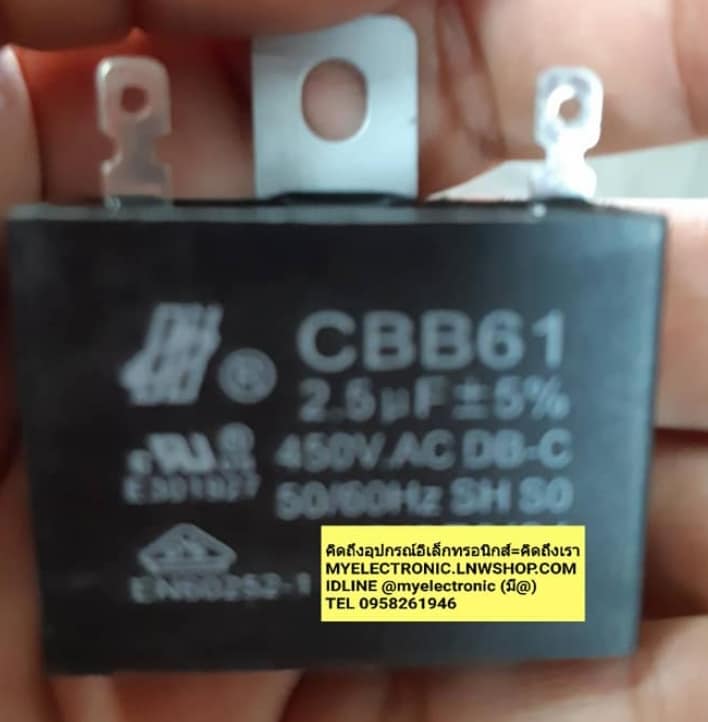 CBB61
2.5µF±5%
450V.AC DB-C
50/60Hz SH S0
E301927
EN60252-1
คิดถึงอุปกรณ์อิเล็กทรอนิกส์=คิดถึงเรา
MYELECTRONIC.LNWSHOP.COM
IDLINE @myelectronic (มี@)
TEL 0958261946